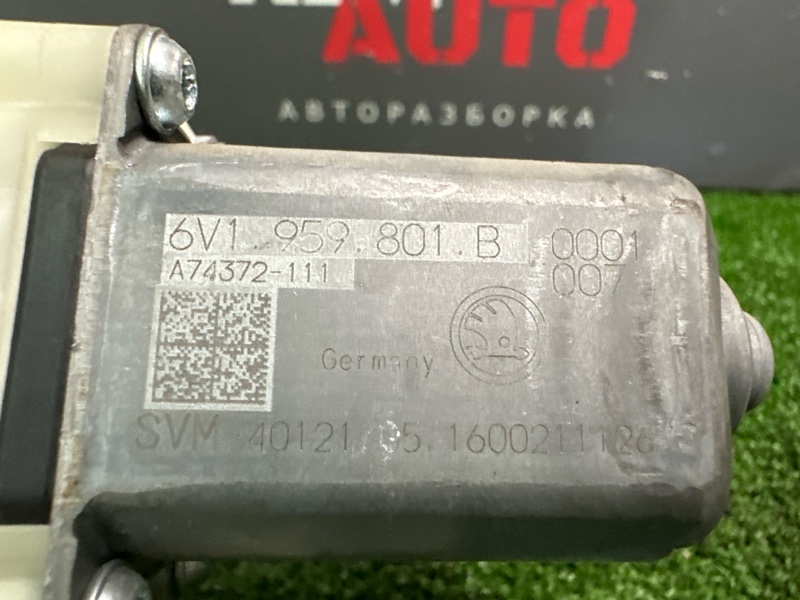 AUTO
АВТОРАЗБОРКА
6V1.959.801.B 0001
A74372-111 007
Germany
SVM 40121 05.1600211126